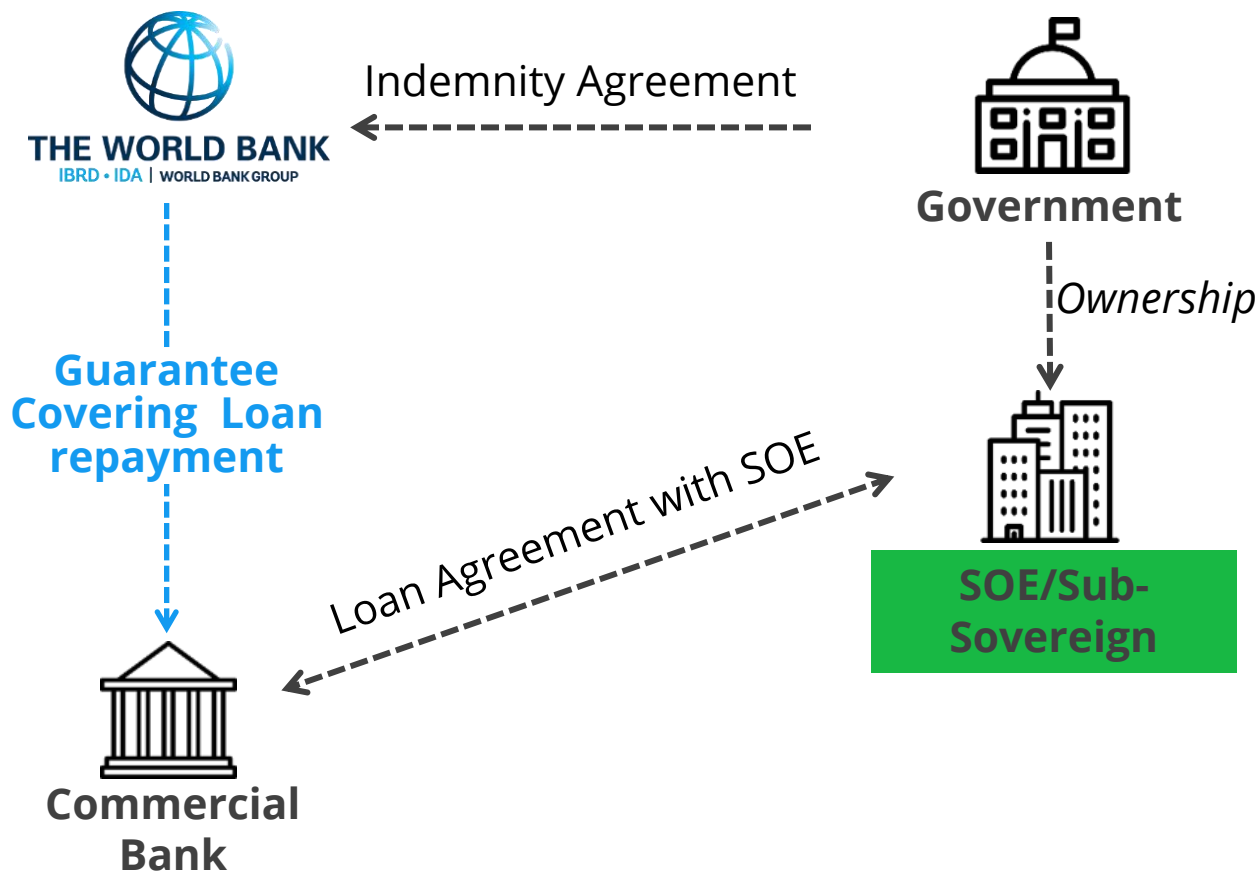 Indemnity Agreement
THE WORLD BANK
IBRD • IDA | WORLD BANK GROUP
Government
Ownership
Guarantee
Covering Loan
repayment
Loan Agreement with SOE
SOE/Sub-
Sovereign
Commercial
Bank